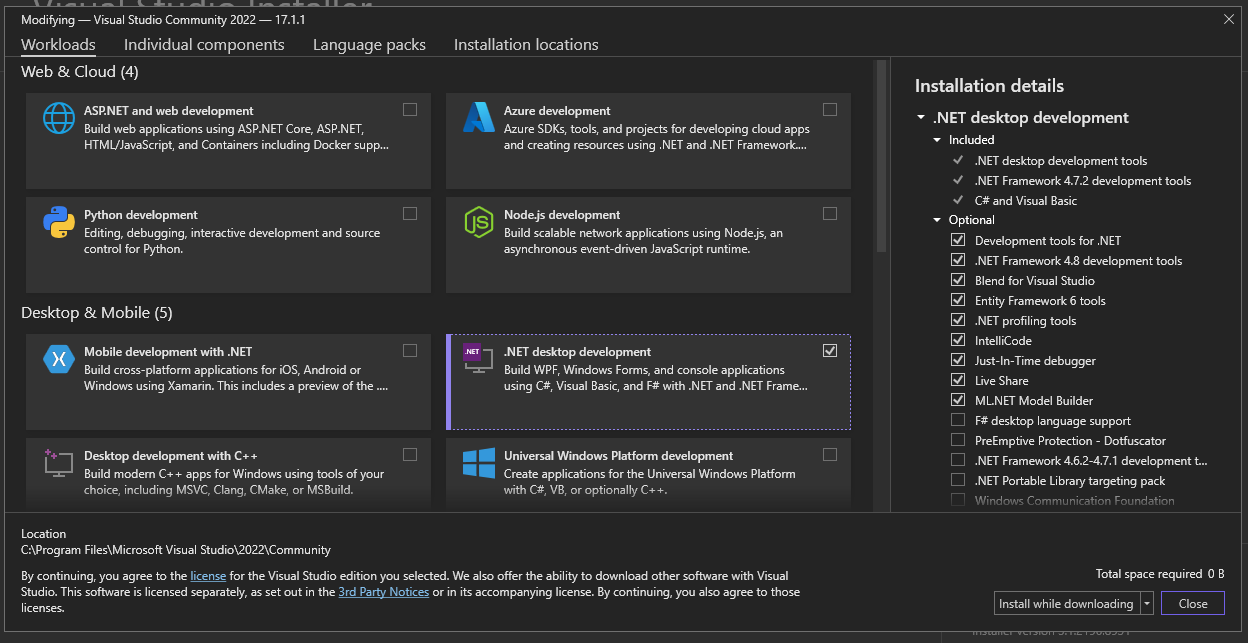 Visual Studio Installer
Modifying — Visual Studio Community 2022 — 17.1.1
Workloads Individual components Language packs Installation locations
Web & Cloud (4)
ASP.NET and web development
Build web applications using ASP.NET Core, ASP.NET,
HTML/JavaScript, and Containers including Docker supp...
Azure development
Azure SDKs, tools, and projects for developing cloud apps
and creating resources using .NET and .NET Framework....
Python development
Editing, debugging, interactive development and source
control for Python.
Node.js development
Build scalable network applications using Node.js, an
asynchronous event-driven JavaScript runtime.
Desktop & Mobile (5)
Mobile development with .NET
Build cross-platform applications for iOS, Android or
Windows using Xamarin. This includes a preview of the ....
.NET
.NET desktop development
Build WPF, Windows Forms, and console applications
using C#, Visual Basic, and F# with .NET and .NET Frame...
Desktop development with C++
Build modern C++ apps for Windows using tools of your
choice, including MSVC, Clang, CMake, or MSBuild.
Universal Windows Platform development
Create applications for the Universal Windows Platform
with C#, VB, or optionally C++.
Installation details
.NET desktop development
Included
.NET desktop development tools
.NET Framework 4.7.2 development tools
C# and Visual Basic
Optional
Development tools for .NET
.NET Framework 4.8 development tools
Blend for Visual Studio
Entity Framework 6 tools
.NET profiling tools
IntelliCode
Just-In-Time debugger
Live Share
ML.NET Model Builder
F# desktop language support
PreEmptive Protection - Dotfuscator
.NET Framework 4.6.2-4.7.1 development t...
.NET Portable Library targeting pack
Windows Communication Foundation
Location
C:\Program Files\Microsoft Visual Studio\2022\Community
By continuing, you agree to the license for the Visual Studio edition you selected. We also offer the ability to download other software with Visual
Studio. This software is licensed separately, as set out in the 3rd Party Notices or in its accompanying license. By continuing, you also agree to those
licenses.
Total space required 0 B
Install while downloading
Close
Installer version